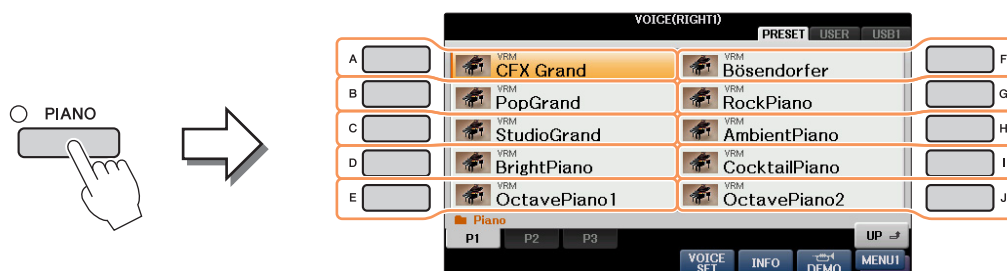 PIANO
VOICE(RIGHT1)
PRESET USER USB1
A VRM CFX Grand VRM Bösendorfer F
B VRM PopGrand VRM RockPiano G
C VRM StudioGrand VRM AmbientPiano H
D VRM BrightPiano VRM CocktailPiano I
E VRM OctavePiano1 VRM OctavePiano2 J
Piano
P1 P2 P3 UP
VOICE SET INFO DEMO MENU1